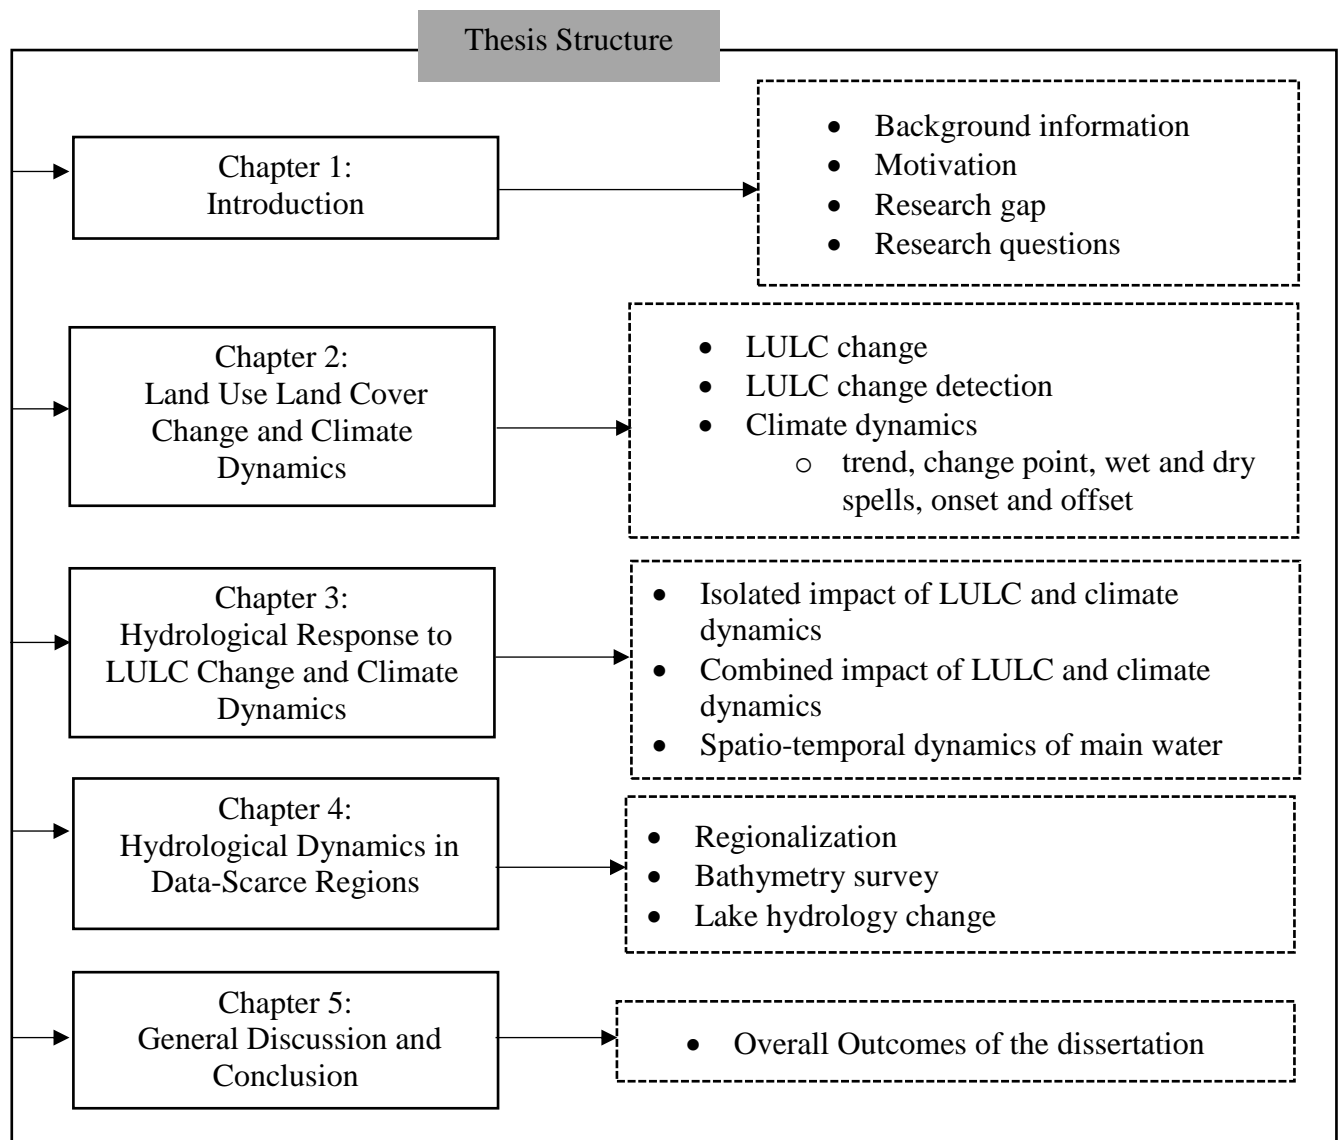 Thesis Structure
Chapter 1:
Introduction
• Background information
• Motivation
• Research gap
• Research questions
Chapter 2:
Land Use Land Cover
Change and Climate
Dynamics
• LULC change
• LULC change detection
• Climate dynamics
o trend, change point, wet and dry
spells, onset and offset
Chapter 3:
Hydrological Response to
LULC Change and Climate
Dynamics
• Isolated impact of LULC and climate
dynamics
• Combined impact of LULC and climate
dynamics
• Spatio-temporal dynamics of main water
Chapter 4:
Hydrological Dynamics in
Data-Scarce Regions
• Regionalization
• Bathymetry survey
• Lake hydrology change
Chapter 5:
General Discussion and
Conclusion
• Overall Outcomes of the dissertation